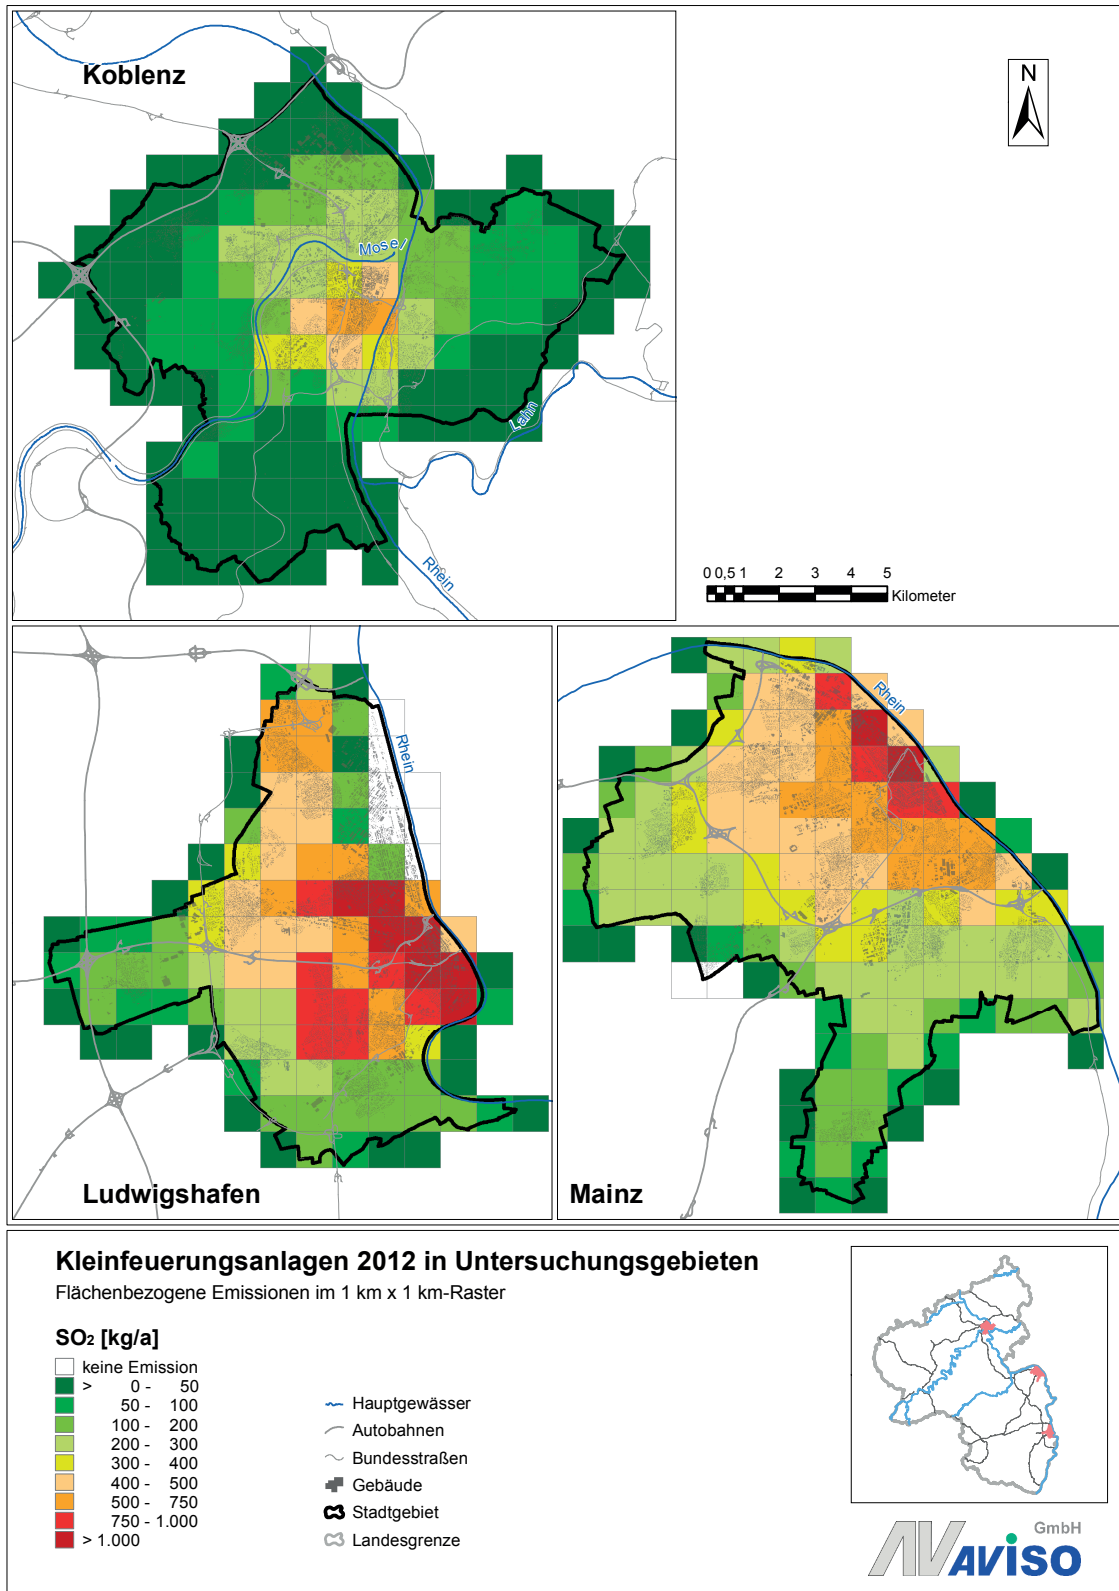 Koblenz
N
Mosel
Lahn
Rhein
0 0,5 1 2 3 4 5
Kilometer
Rhein
Ludwigshafen
Rhein
Mainz
Kleinfeuerungsanlagen 2012 in Untersuchungsgebieten
Flächenbezogene Emissionen im 1 km x 1 km-Raster
SO2 [kg/a]
keine Emission
> 0 - 50
50 - 100
100 - 200
200 - 300
300 - 400
400 - 500
500 - 750
750 - 1.000
> 1.000
Hauptgewässer
Autobahnen
Bundesstraßen
Gebäude
Stadtgebiet
Landesgrenze
GmbH
AVISO